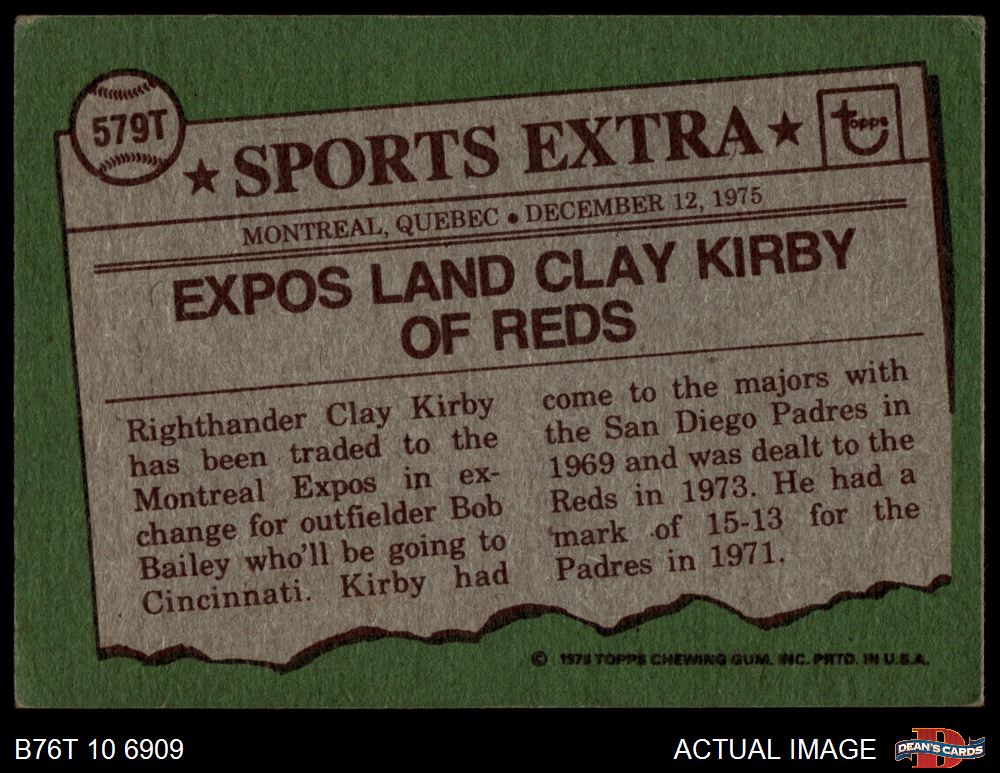 579T
★ SPORTS EXTRA ★
topps
MONTREAL, QUEBEC • DECEMBER 12, 1975
EXPOS LAND CLAY KIRBY
OF REDS
Righthander Clay Kirby
has been traded to the
Montreal Expos in ex-
change for outfielder Bob
Bailey who'll be going to
Cincinnati. Kirby had
come to the majors with
the San Diego Padres in
1969 and was dealt to the
Reds in 1973. He had a
mark of 15-13 for the
Padres in 1971.
© 1976 TOPPS CHEWING GUM, INC. PRTD. IN U.S.A.
B76T 10 6909
ACTUAL IMAGE
D
DEAN'S CARDS